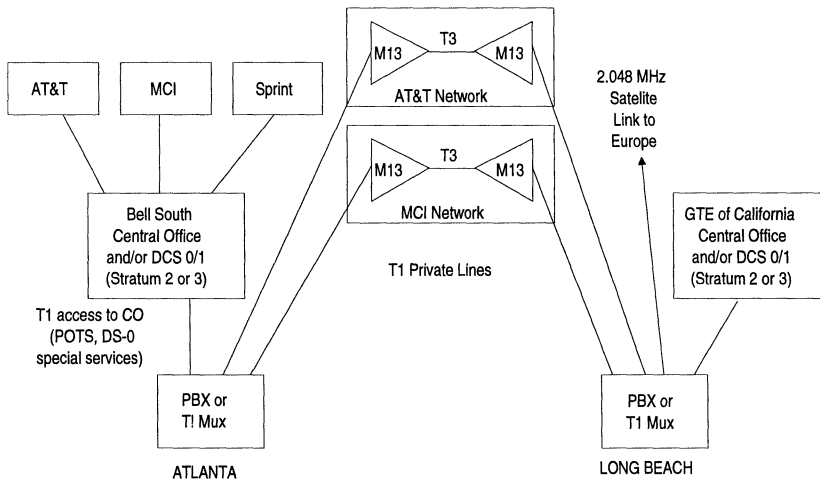 AT&T
MCI
Sprint
Bell South
Central Office
and/or DCS 0/1
(Stratum 2 or 3)
T1 access to CO
(POTS, DS-0
special services)
PBX or
T! Mux
ATLANTA
M13
T3
M13
AT&T Network
M13
T3
M13
MCI Network
T1 Private Lines
2.048 MHz
Satelite
Link to
Europe
GTE of California
Central Office
and/or DCS 0/1
(Stratum 2 or 3)
PBX or
T1 Mux
LONG BEACH